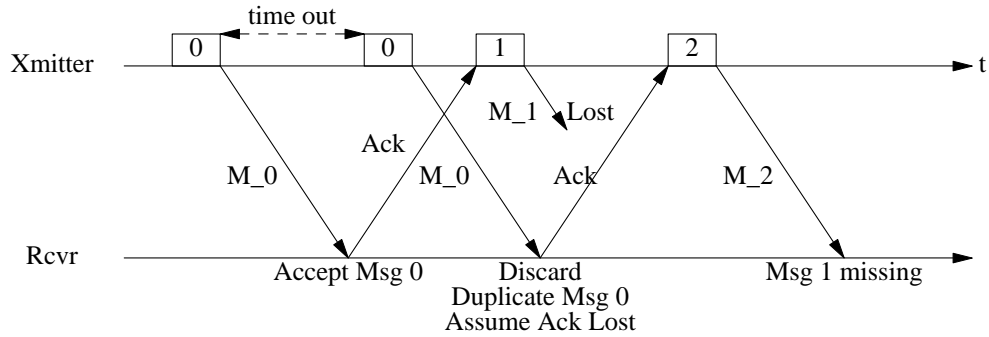 time out
0
0
1
2
Xmitter
t
M_1
Lost
Ack
M_0
M_0
Ack
M_2
Rcvr
Accept Msg 0
Discard
Msg 1 missing
Duplicate Msg 0
Assume Ack Lost